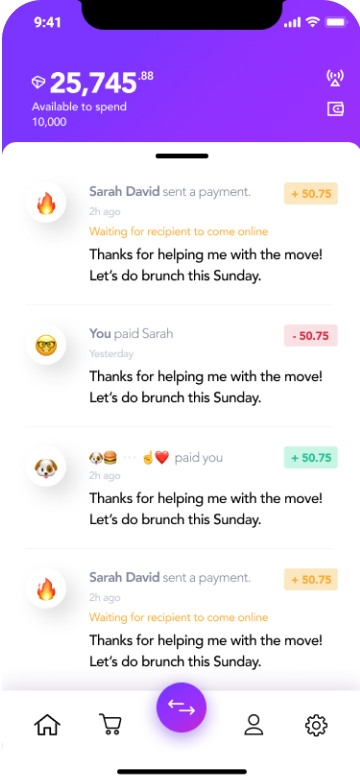 9:41
25,745.88
Available to spend
10,000
Sarah David sent a payment.
+ 50.75
2h ago
Waiting for recipient to come online
Thanks for helping me with the move!
Let's do brunch this Sunday.
You paid Sarah
- 50.75
Yesterday
Thanks for helping me with the move!
Let's do brunch this Sunday.
🐶🍔 ··· ☝️❤️ paid you
+ 50.75
2h ago
Thanks for helping me with the move!
Let's do brunch this Sunday.
Sarah David sent a payment.
+ 50.75
2h ago
Waiting for recipient to come online
Thanks for helping me with the move!
Let's do brunch this Sunday.